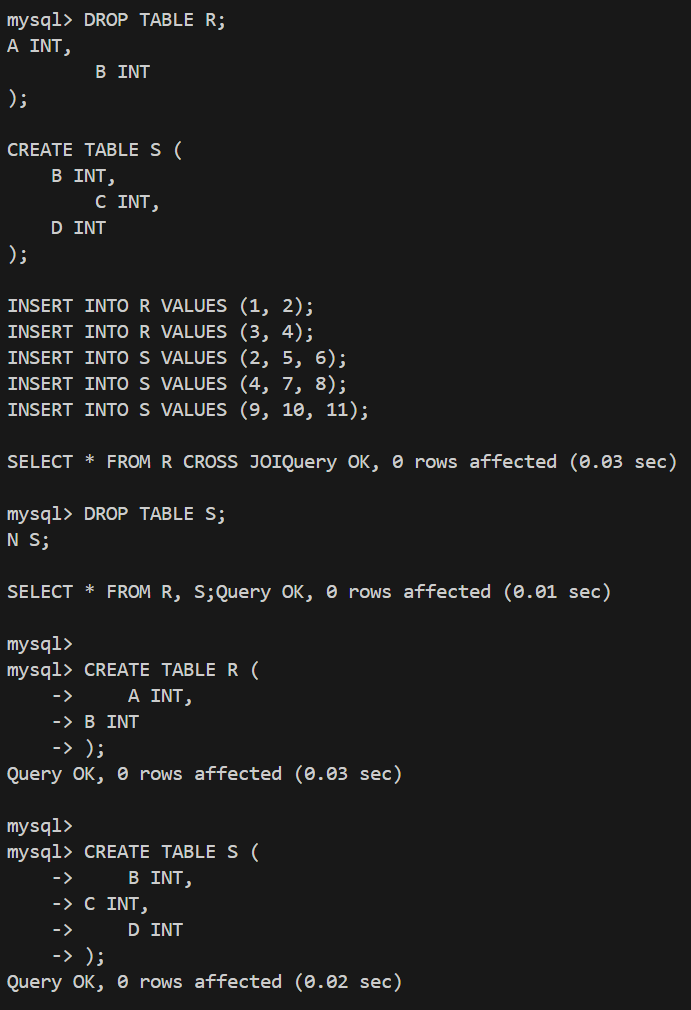 mysql> DROP TABLE R;
A INT,
        B INT
);

CREATE TABLE S (
    B INT,
        C INT,
    D INT
);

INSERT INTO R VALUES (1, 2);
INSERT INTO R VALUES (3, 4);
INSERT INTO S VALUES (2, 5, 6);
INSERT INTO S VALUES (4, 7, 8);
INSERT INTO S VALUES (9, 10, 11);

SELECT * FROM R CROSS JOIQuery OK, 0 rows affected (0.03 sec)

mysql> DROP TABLE S;
N S;

SELECT * FROM R, S;Query OK, 0 rows affected (0.01 sec)

mysql>
mysql> CREATE TABLE R (
    ->     A INT,
    -> B INT
    -> );
Query OK, 0 rows affected (0.03 sec)

mysql>
mysql> CREATE TABLE S (
    ->     B INT,
    -> C INT,
    ->     D INT
    -> );
Query OK, 0 rows affected (0.02 sec)